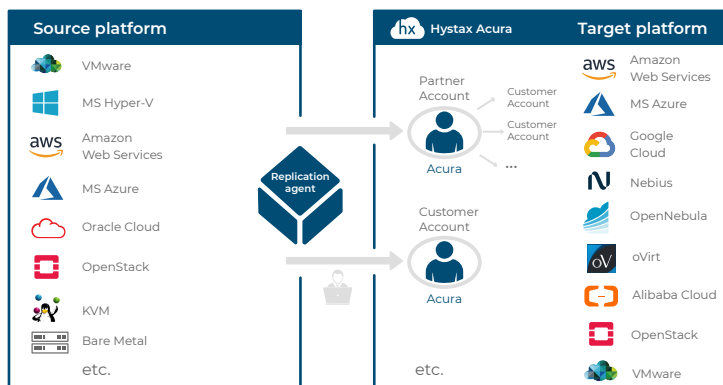 Source platform
VMware
MS Hyper-V
aws
Amazon
Web Services
MS Azure
Oracle Cloud
OpenStack
KVM
Bare Metal
etc.
Replication
agent
hx
Hystax Acura
Partner
Account
Acura
Customer
Account
Customer
Account
...
Customer
Account
Acura
etc.
Target platform
aws
Amazon
Web Services
MS Azure
Google
Cloud
Nebius
OpenNebula
oV
oVirt
Alibaba Cloud
OpenStack
VMware